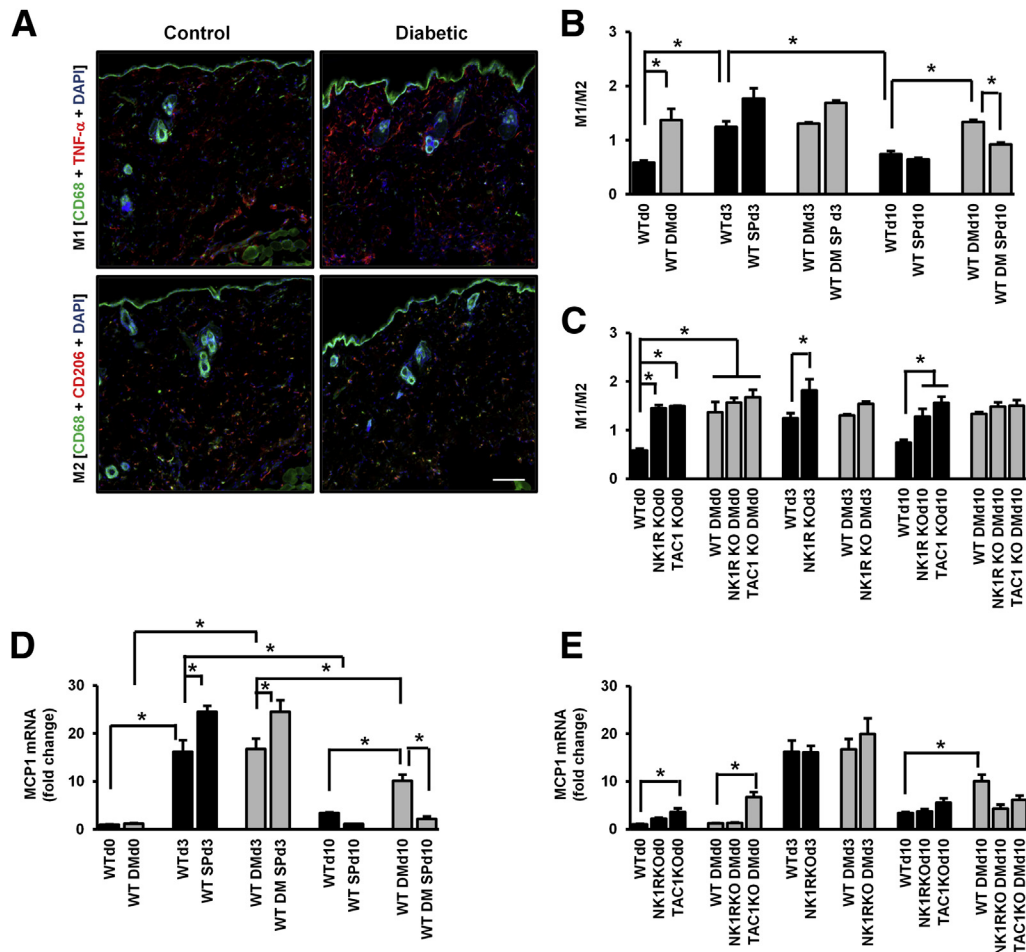 A
Control
Diabetic
M1 [CD68 + TNF-α + DAPI]
M2 [CD68 + CD206 + DAPI]
B
M1/M2
3
2
1
0
* * * * * *
WTd0
WT DMd0
WTd3
WT SPd3
WT DMd3
WT DM SP d3
WTd10
WT SPd10
WT DMd10
WT DM SPd10
C
M1/M2
3
2
1
0
* * * * *
WTd0
NK1R KOd0
TAC1 KOd0
WT DMd0
NK1R KO DMd0
TAC1 KO DMd0
WTd3
NK1R KOd3
WT DMd3
NK1R KO DMd3
WTd10
NK1R KOd10
TAC1 KOd10
WT DMd10
NK1R KO DMd10
TAC1 KO DMd10
D
MCP1 mRNA
(fold change)
30
20
10
0
* * * * * * * *
WTd0
WT DMd0
WTd3
WT SPd3
WT DMd3
WT DM SPd3
WTd10
WT SPd10
WT DMd10
WT DM SPd10
E
MCP1 mRNA
(fold change)
30
20
10
0
* * *
WTd0
NK1RKOd0
TAC1KOd0
WT DMd0
NK1RKO DMd0
TAC1KO DMd0
WTd3
NK1RKOd3
WT DMd3
NK1RKO DMd3
WTd10
NK1RKOd10
TAC1KOd10
WT DMd10
NK1RKO DMd10
TAC1KO DMd10